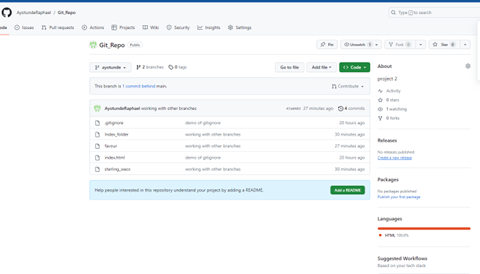 AyotundeRaphael / Git_Repo
Type / to search
Issues Pull requests Actions Projects Wiki Security Insights Settings
Git_Repo Public
Pin Unwatch 1 Fork 0 Star 0
ayotunde 2 branches 0 tags Go to file Add file Code
This branch is 1 commit behind main. Contribute
AyotundeRaphael working with other branches 27 minutes ago 4 commits
.gitignore demo of gitignore 20 hours ago
index_folder working with other branches 30 minutes ago
working with other branches 27 minutes ago
index.html demo of gitignore 20 hours ago
working with other branches 30 minutes ago
Help people interested in this repository understand your project by adding a README. Add a README
About
project 2
Activity
0 stars
1 watching
0 forks
Releases
No releases published
Create a new release
Packages
No packages published
Publish your first package
Languages
HTML 100.0%
Suggested Workflows
Based on your tech stack